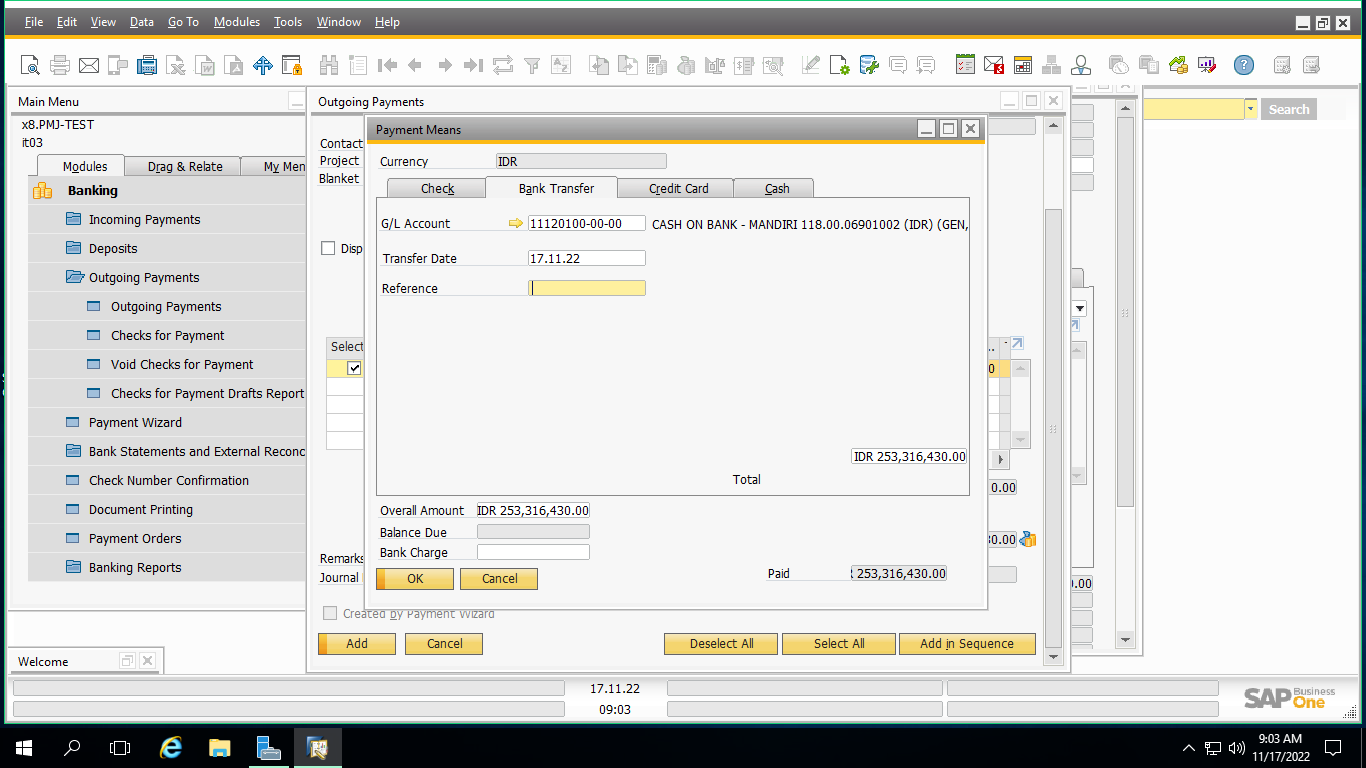 File Edit View Data Go To Modules Tools Window Help
Main Menu
x8.PMJ-TEST
it03
Modules Drag & Relate My Men
Banking
Incoming Payments
Deposits
Outgoing Payments
Outgoing Payments
Checks for Payment
Void Checks for Payment
Checks for Payment Drafts Report
Payment Wizard
Bank Statements and External Reconc
Check Number Confirmation
Document Printing
Payment Orders
Banking Reports
Welcome
Outgoing Payments
Contact
Project
Blanket
Disp
Select
Remarks
Journal
Created by Payment Wizard
Add Cancel Deselect All Select All Add in Sequence
Payment Means
Currency IDR
Check Bank Transfer Credit Card Cash
G/L Account 11120100-00-00 CASH ON BANK - MANDIRI 118.00.06901002 (IDR) (GEN,
Transfer Date 17.11.22
Reference
IDR 253,316,430.00
Total
Overall Amount IDR 253,316,430.00
Balance Due
Bank Charge
OK Cancel
Paid 253,316,430.00
0.00
30.00
0.00
Search
17.11.22
09:03
SAP Business One
9:03 AM
11/17/2022